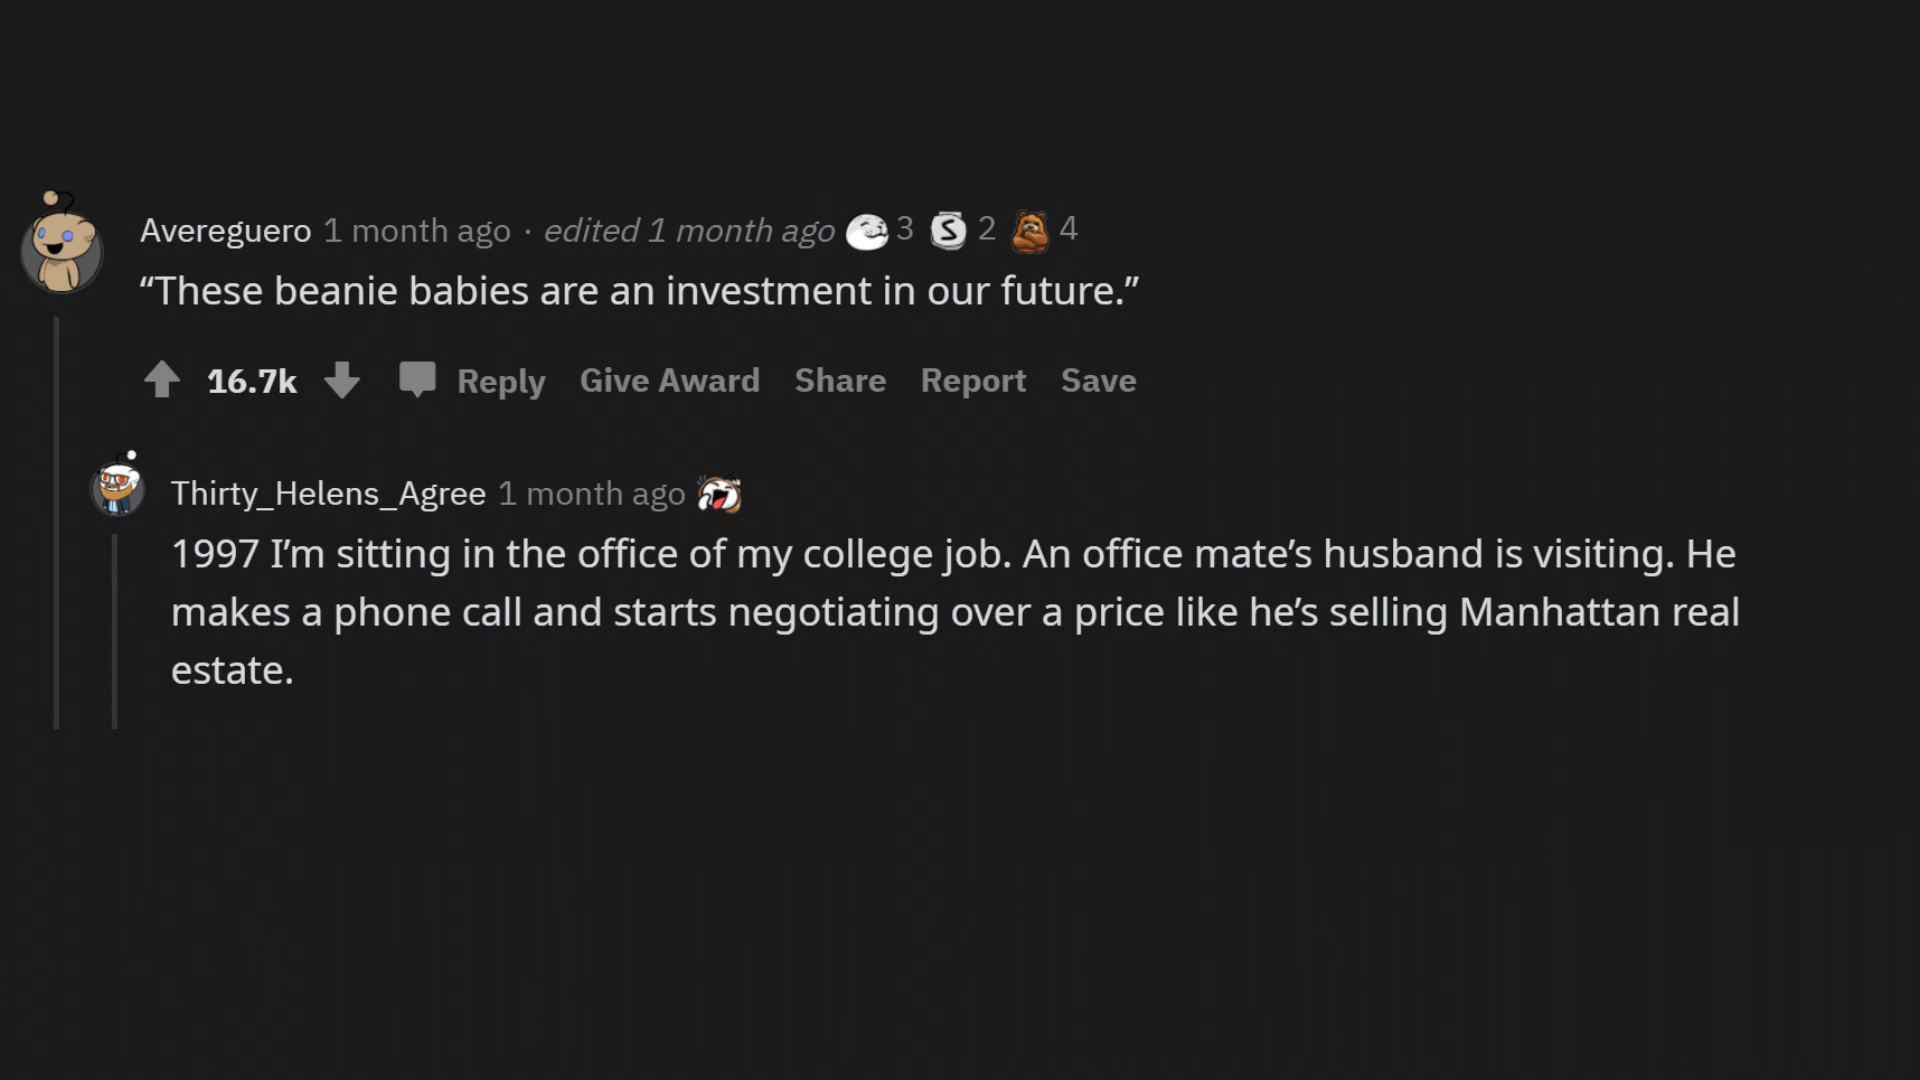 Avereguero 1 month ago · edited 1 month ago 3 S 2 4
“These beanie babies are an investment in our future.”
16.7k Reply Give Award Share Report Save
Thirty_Helens_Agree 1 month ago
1997 I’m sitting in the office of my college job. An office mate’s husband is visiting. He
makes a phone call and starts negotiating over a price like he’s selling Manhattan real
estate.